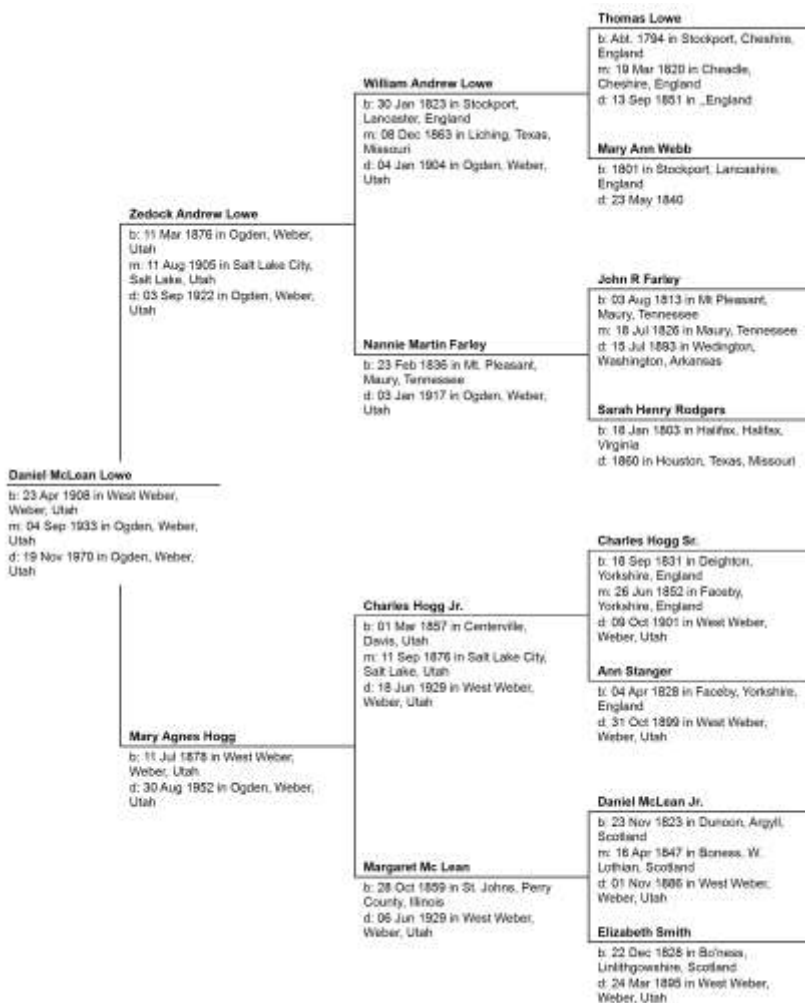 Thomas Lowe
b: Abt. 1794 in Stockport, Cheshire,
England
m: 19 Mar 1820 in Cheadle,
Cheshire, England
d: 13 Sep 1851 in _England
William Andrew Lowe
b: 30 Jan 1823 in Stockport,
Lancaster, England
m: 08 Dec 1863 in Liching, Texas,
Missouri
d: 04 Jan 1904 in Ogden, Weber,
Utah
Mary Ann Webb
b: 1801 in Stockport, Lancashire,
England
d: 23 May 1840
Zedock Andrew Lowe
b: 11 Mar 1876 in Ogden, Weber,
Utah
m: 11 Aug 1905 in Salt Lake City,
Salt Lake, Utah
d: 03 Sep 1922 in Ogden, Weber,
Utah
John R Farley
b: 03 Aug 1813 in Mt Pleasant,
Maury, Tennessee
m: 18 Jul 1826 in Maury, Tennessee
d: 15 Jul 1893 in Wedington,
Washington, Arkansas
Nannie Martin Farley
b: 23 Feb 1836 in Mt. Pleasant,
Maury, Tennessee
d: 03 Jan 1917 in Ogden, Weber,
Utah
Sarah Henry Rodgers
b: 18 Jan 1803 in Halifax, Halifax,
Virginia
d: 1860 in Houston, Texas, Missouri
Daniel McLean Lowe
b: 23 Apr 1908 in West Weber,
Weber, Utah
m: 04 Sep 1933 in Ogden, Weber,
Utah
d: 19 Nov 1970 in Ogden, Weber,
Utah
Charles Hogg Sr.
b: 18 Sep 1831 in Deighton,
Yorkshire, England
m: 26 Jun 1852 in Faceby,
Yorkshire, England
d: 09 Oct 1901 in West Weber,
Weber, Utah
Charles Hogg Jr.
b: 01 Mar 1857 in Centerville,
Davis, Utah
m: 11 Sep 1876 in Salt Lake City,
Salt Lake, Utah
d: 18 Jun 1929 in West Weber,
Weber, Utah
Ann Stanger
b: 04 Apr 1828 in Faceby, Yorkshire,
England
d: 31 Oct 1899 in West Weber,
Weber, Utah
Mary Agnes Hogg
b: 11 Jul 1878 in West Weber,
Weber, Utah
d: 30 Aug 1952 in Ogden, Weber,
Utah
Daniel McLean Jr.
b: 23 Nov 1823 in Dunoon, Argyll,
Scotland
m: 16 Apr 1847 in Boness, W.
Lothian, Scotland
d: 01 Nov 1886 in West Weber,
Weber, Utah
Margaret Mc Lean
b: 28 Oct 1859 in St. Johns, Perry
County, Illinois
d: 06 Jun 1929 in West Weber,
Weber, Utah
Elizabeth Smith
b: 22 Dec 1828 in Bo'ness,
Linlithgowshire, Scotland
d: 24 Mar 1895 in West Weber,
Weber, Utah